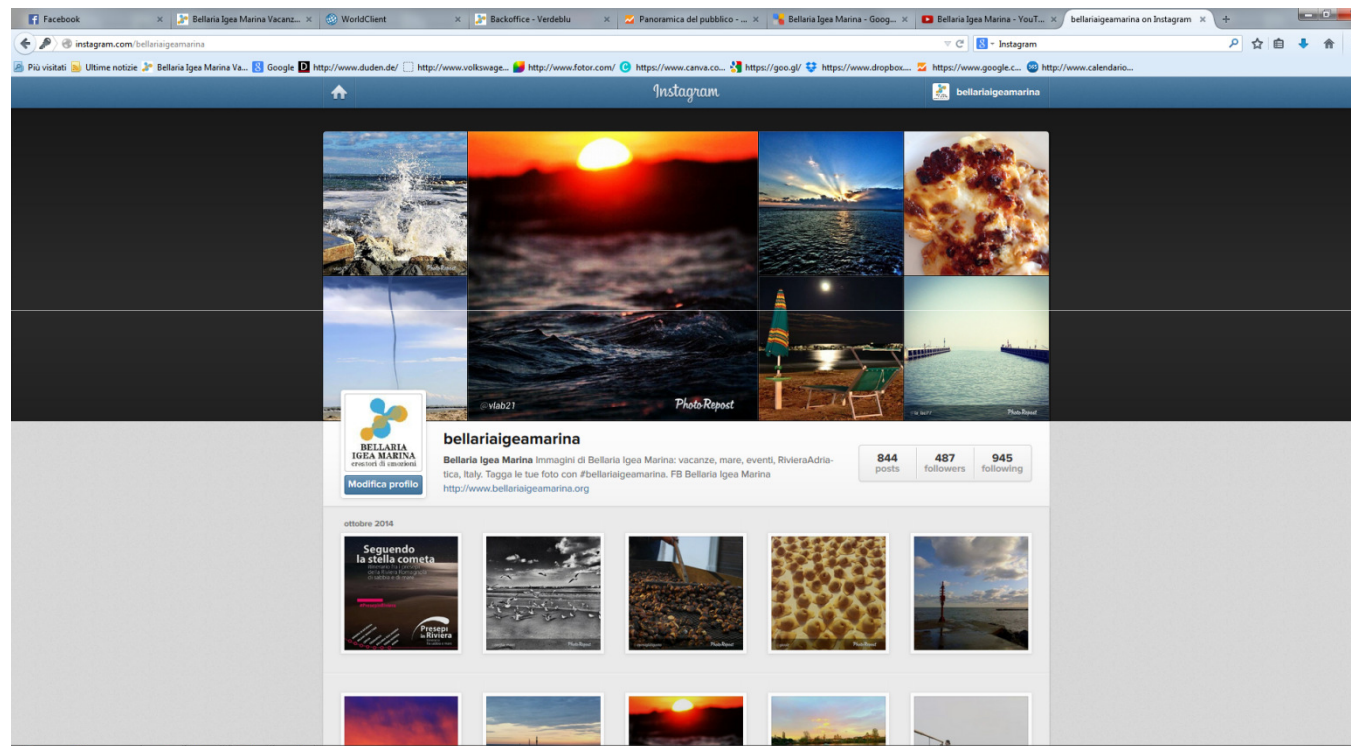 Facebook
Bellaria Igea Marina Vacanz...
WorldClient
Backoffice - Verdeblu
Panoramica del pubblico - ...
Bellaria Igea Marina - Goog...
Bellaria Igea Marina - YouT...
bellariaigeamarina on Instagram
instagram.com/bellariaigeamarina
Instagram
Più visitati
Ultime notizie
Bellaria Igea Marina Va...
Google
http://www.duden.de/
http://www.volkswage...
http://www.fotor.com/
https://www.canva.co...
https://goo.gl/
https://www.dropbox....
https://www.google.c...
http://www.calendario...
Instagram
bellariaigeamarina
PhotoRepost
@vlab21
PhotoRepost
PhotoRepost
BELLARIA
IGEA MARINA
creatori di emozioni
Modifica profilo
bellariaigeamarina
Bellaria Igea Marina Immagini di Bellaria Igea Marina: vacanze, mare, eventi, RivieraAdria-
tica, Italy. Tagga le tue foto con #bellariaigeamarina. FB Bellaria Igea Marina
http://www.bellariaigeamarina.org
844
posts
487
followers
945
following
ottobre 2014
Seguendo
la stella cometa
Presepi
in Riviera
PhotoRepost
PhotoRepost
PhotoRepost